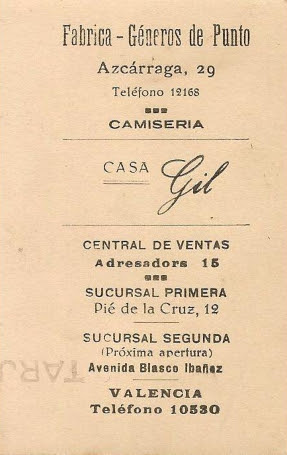 Fabrica - Géneros de Punto
Azcárraga, 29
Teléfono 12168
CAMISERIA
CASA Gil
CENTRAL DE VENTAS
Adresadors 15
SUCURSAL PRIMERA
Pié de la Cruz, 12
SUCURSAL SEGUNDA
(Próxima apertura)
Avenida Blasco Ibañez
VALENCIA
Teléfono 10530
TARJ